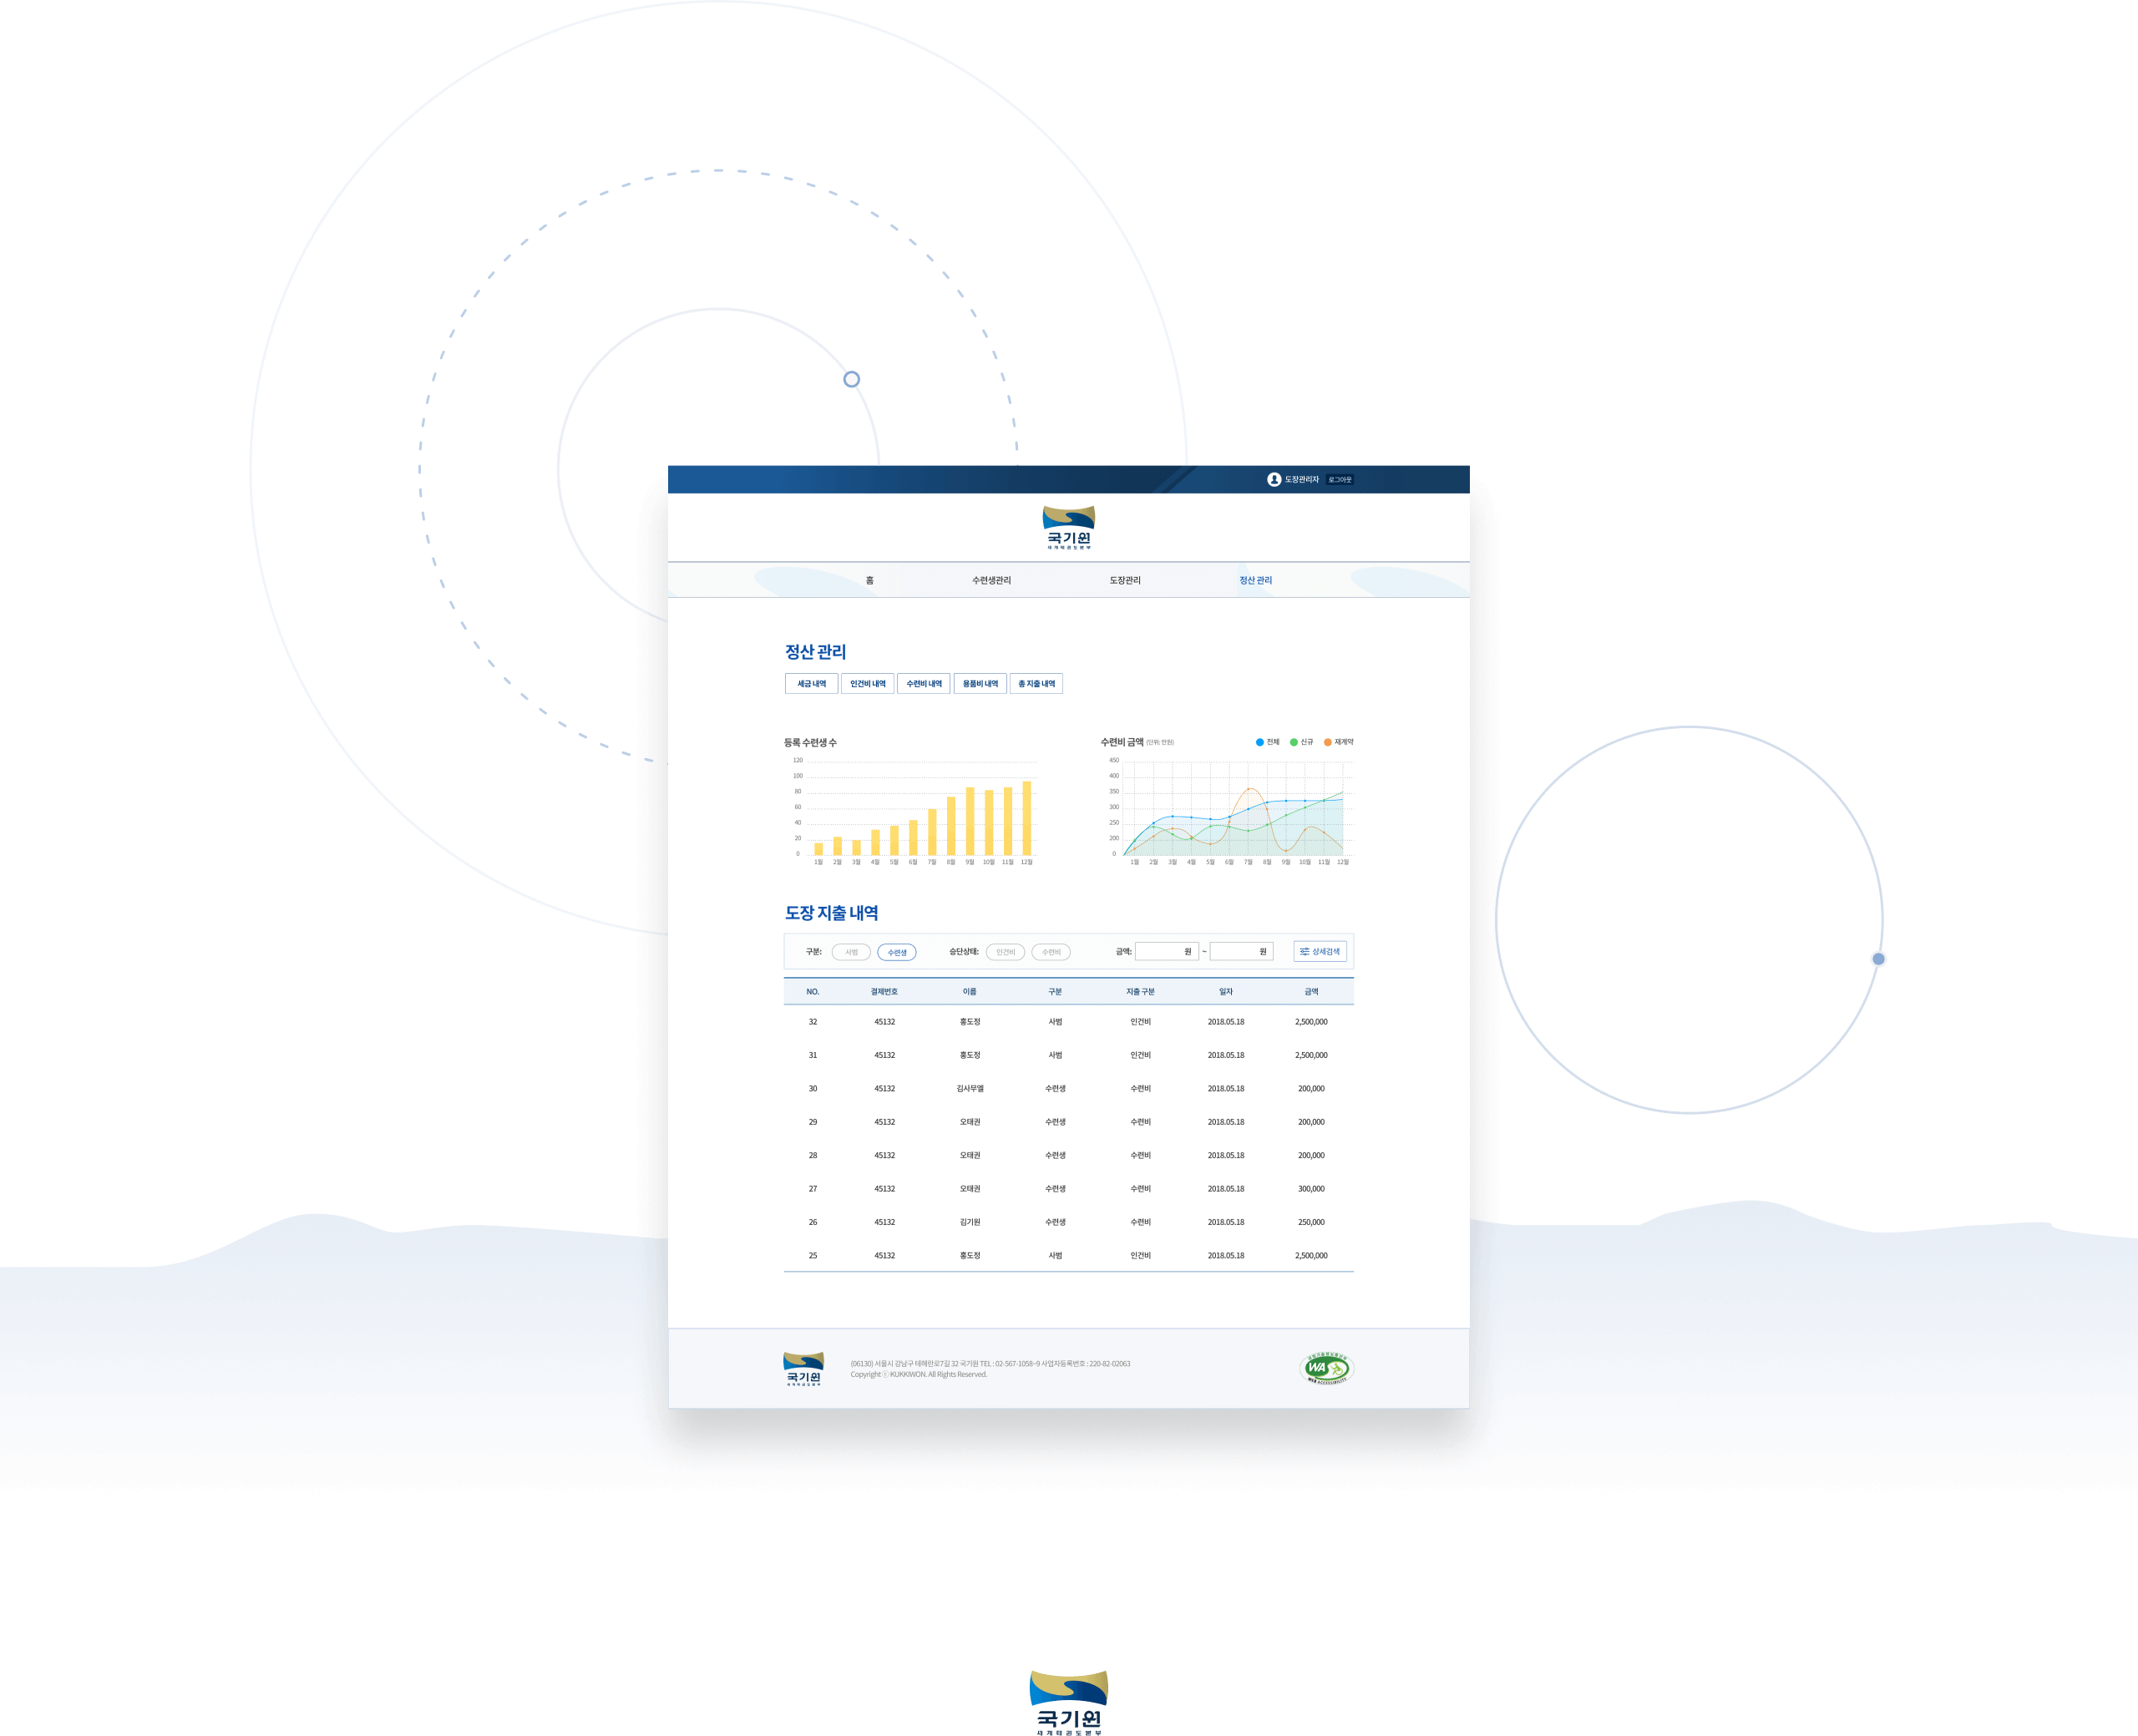 도장관리자 로그아웃
국기원
세계태권도본부
홈 수련생관리 도장관리 정산 관리
정산 관리
세금 내역 인건비 내역 수련비 내역 용품비 내역 총 지출 내역
등록 수련생 수
120
100
80
60
40
20
0
1월 2월 3월 4월 5월 6월 7월 8월 9월 10월 11월 12월
수련비 금액 (단위: 만원) 전체 신규 재계약
450
400
350
300
250
200
0
1월 2월 3월 4월 5월 6월 7월 8월 9월 10월 11월 12월
도장 지출 내역
구분: 사범 수련생 승단상태: 인건비 수련비 금액: 원 ~ 원 상세검색
NO. 결제번호 이름 구분 지출 구분 일자 금액
32 45132 홍도정 사범 인건비 2018.05.18 2,500,000
31 45132 홍도정 사범 인건비 2018.05.18 2,500,000
30 45132 김사무엘 수련생 수련비 2018.05.18 200,000
29 45132 오태권 수련생 수련비 2018.05.18 200,000
28 45132 오태권 수련생 수련비 2018.05.18 200,000
27 45132 오태권 수련생 수련비 2018.05.18 300,000
26 45132 김기원 수련생 수련비 2018.05.18 250,000
25 45132 홍도정 사범 인건비 2018.05.18 2,500,000
국기원
세계태권도본부
(06130) 서울시 강남구 테헤란로7길 32 국기원 TEL : 02-567-1058~9 사업자등록번호 : 220-82-02063
Copyright ⓒ KUKKIWON. All Rights Reserved.
WA
WEB ACCESSIBILITY
국기원
세계태권도본부